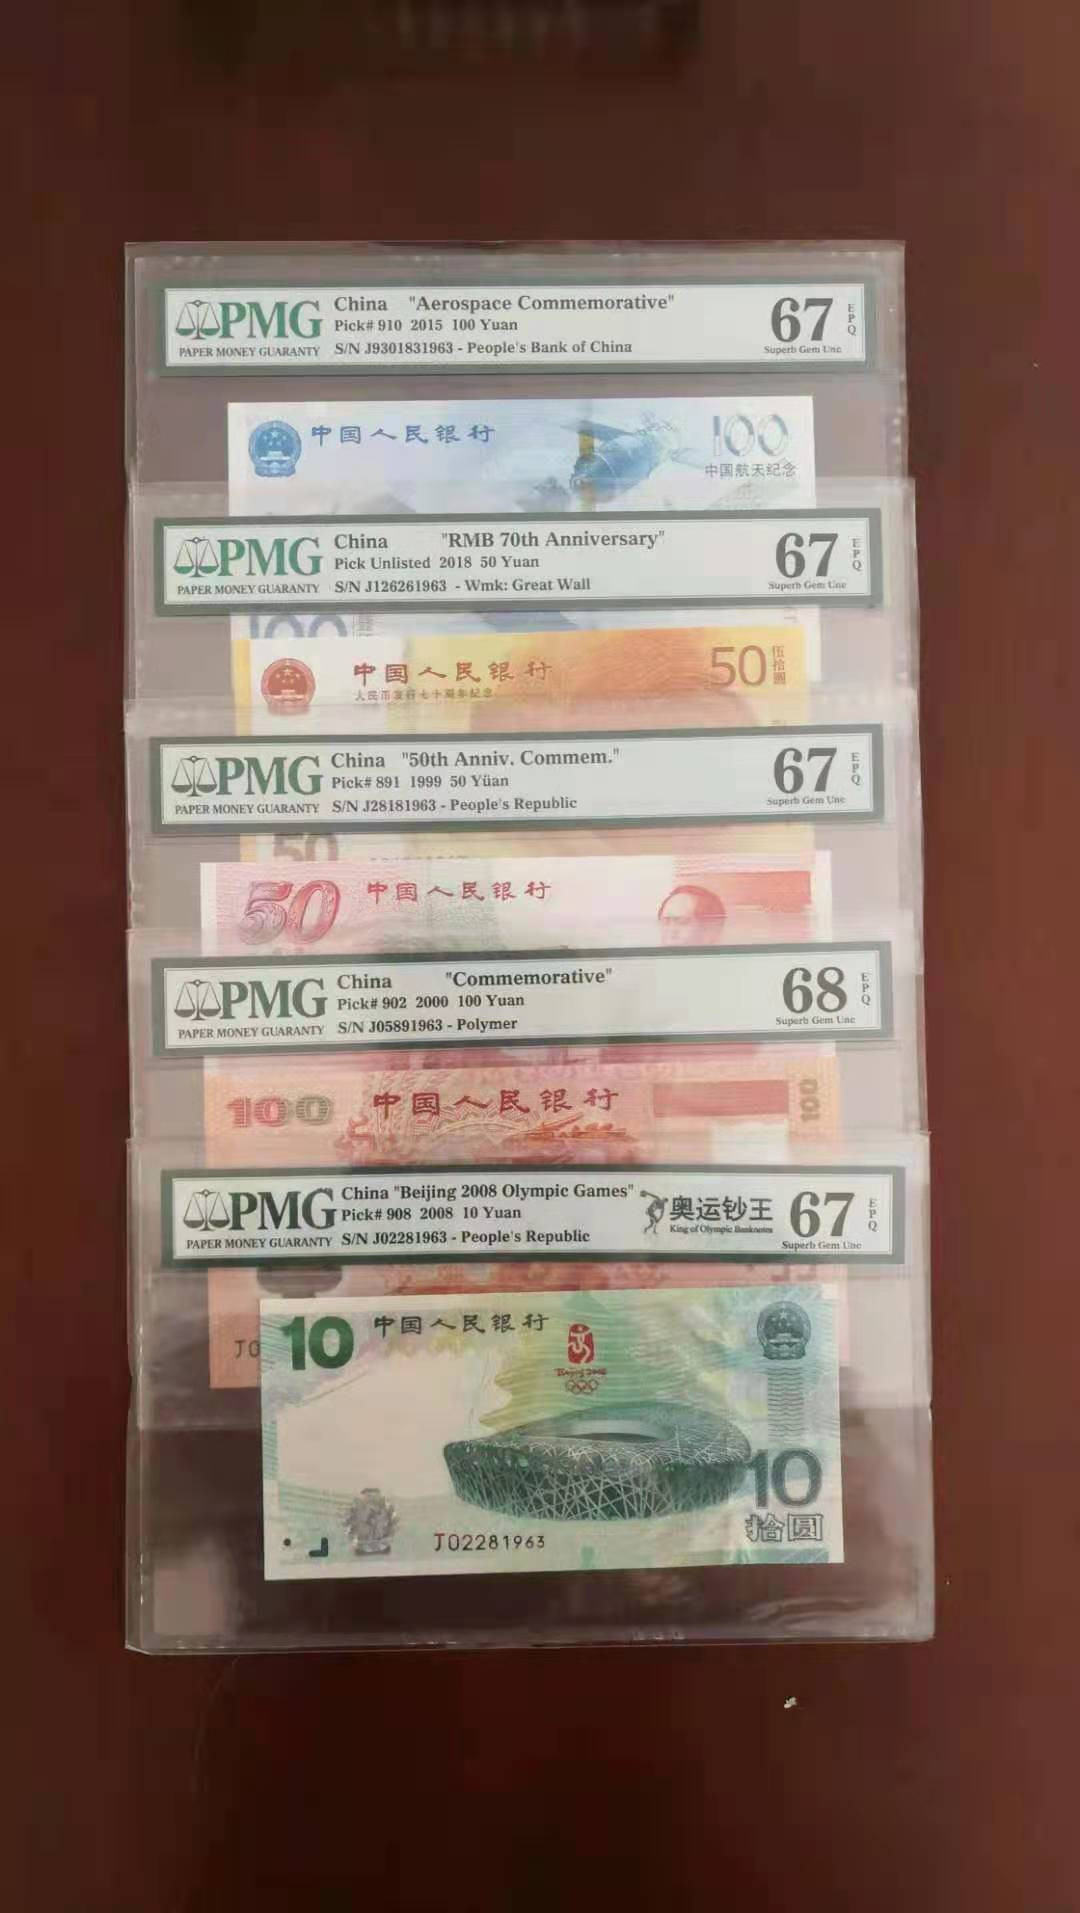 PMG
PAPER MONEY GUARANTY
China "Aerospace Commemorative"
Pick# 910 2015 100 Yuan
S/N J9301831963 - People's Bank of China
67
EPQ
Superb Gem Unc
中国人民银行
100
中国航天纪念
PMG
PAPER MONEY GUARANTY
China "RMB 70th Anniversary"
Pick Unlisted 2018 50 Yuan
S/N J126261963 - Wmk: Great Wall
67
EPQ
Superb Gem Unc
100
中国人民银行
人民币发行七十周年纪念
50
伍拾圆
PMG
PAPER MONEY GUARANTY
China "50th Anniv. Commem."
Pick# 891 1999 50 Yüan
S/N J28181963 - People's Republic
67
EPQ
Superb Gem Unc
50
50 中国人民银行
PMG
PAPER MONEY GUARANTY
China "Commemorative"
Pick# 902 2000 100 Yuan
S/N J05891963 - Polymer
68
EPQ
Superb Gem Unc
100 中国人民银行 100
PMG
PAPER MONEY GUARANTY
China "Beijing 2008 Olympic Games"
Pick# 908 2008 10 Yuan
S/N J02281963 - People's Republic
奥运钞王
King of Olympic Banknotes
67
EPQ
Superb Gem Unc
J0
10 中国人民银行
Beijing 2008
10
拾圆
J02281963